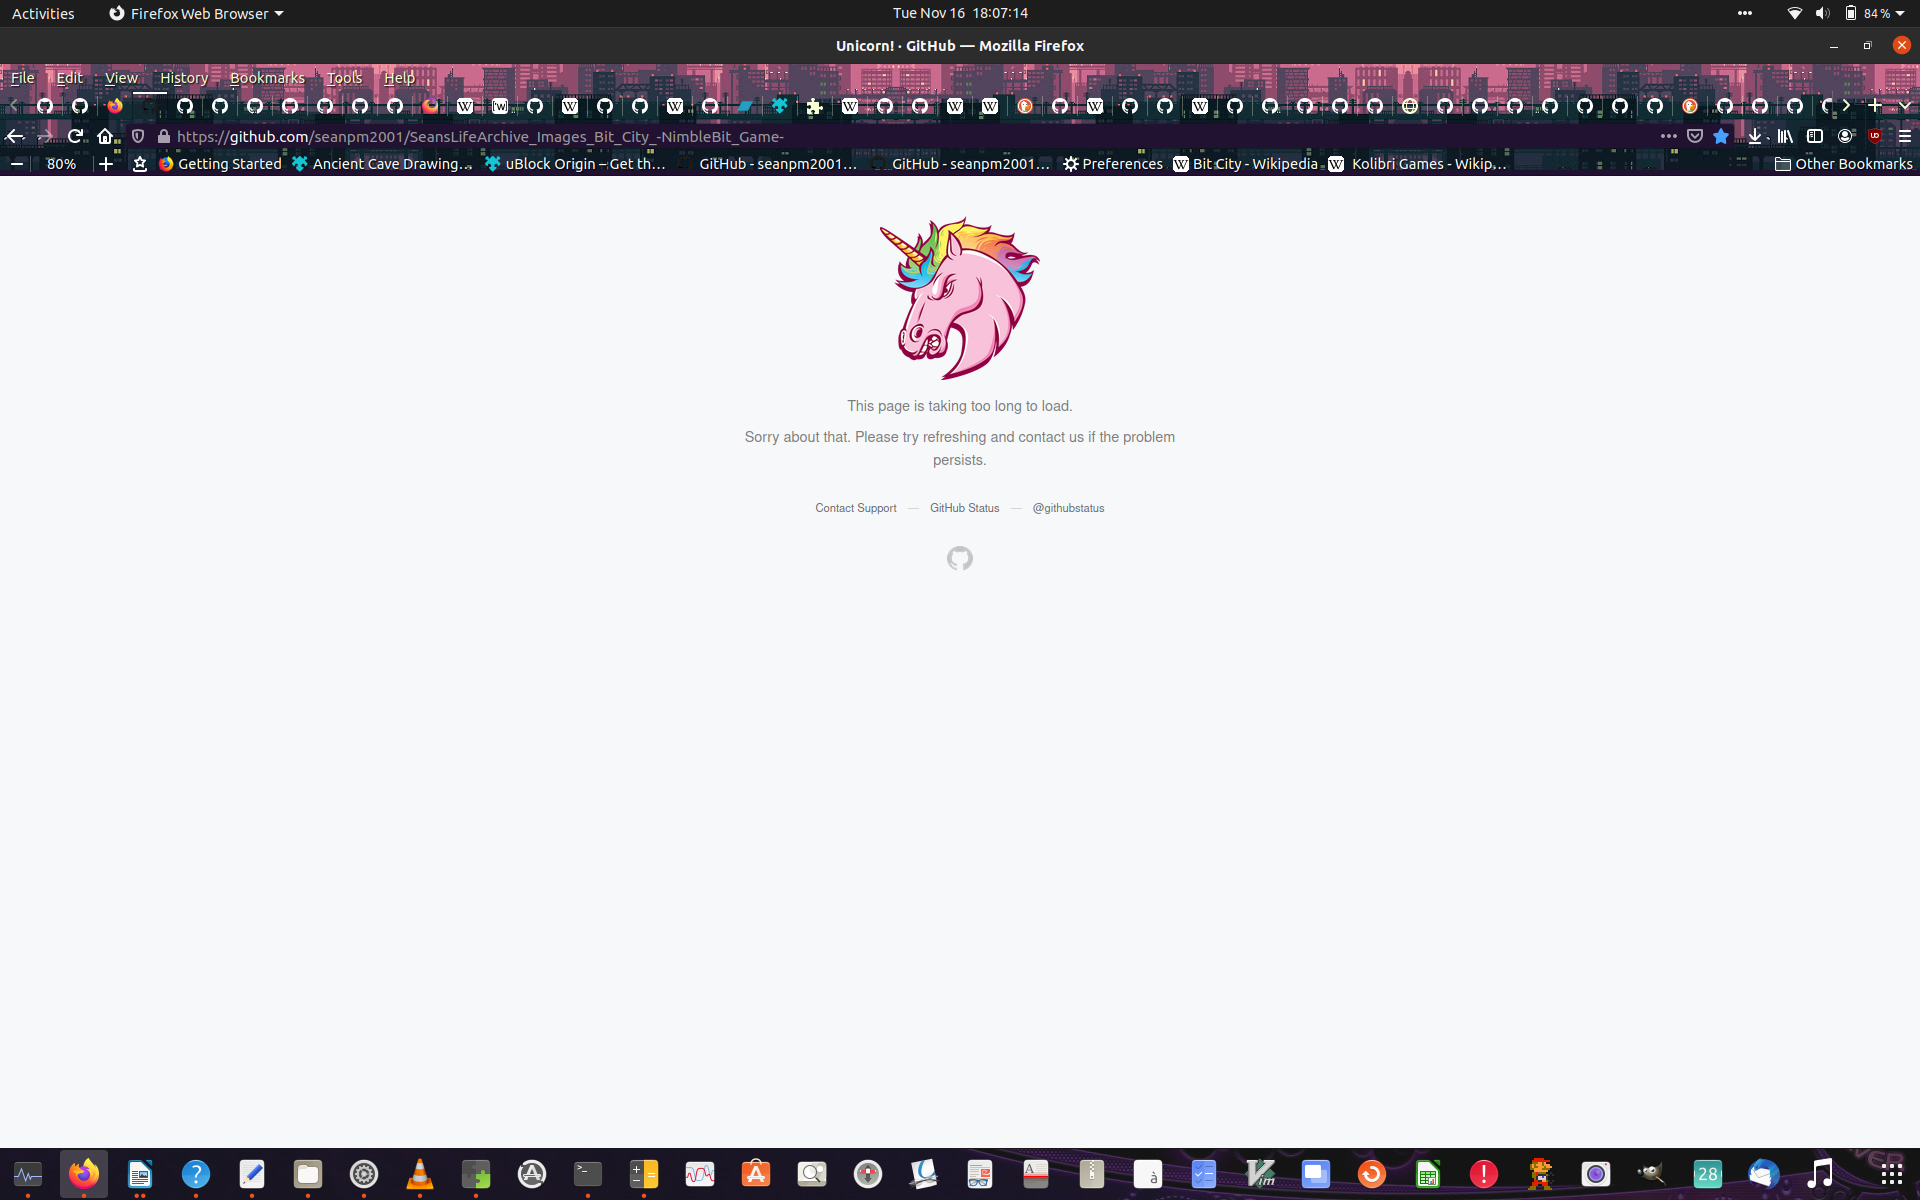 Activities
Firefox Web Browser
Tue Nov 16 18:07:14
84 %
Unicorn! · GitHub — Mozilla Firefox
File Edit View History Bookmarks Tools Help
https://github.com/seanpm2001/SeansLifeArchive_Images_Bit_City_-NimbleBit_Game-
80%
Getting Started
Ancient Cave Drawing…
uBlock Origin – Get th…
GitHub - seanpm2001…
GitHub - seanpm2001…
Preferences
Bit City - Wikipedia
Kolibri Games - Wikip…
Other Bookmarks
This page is taking too long to load.
Sorry about that. Please try refreshing and contact us if the problem
persists.
Contact Support — GitHub Status — @githubstatus
28